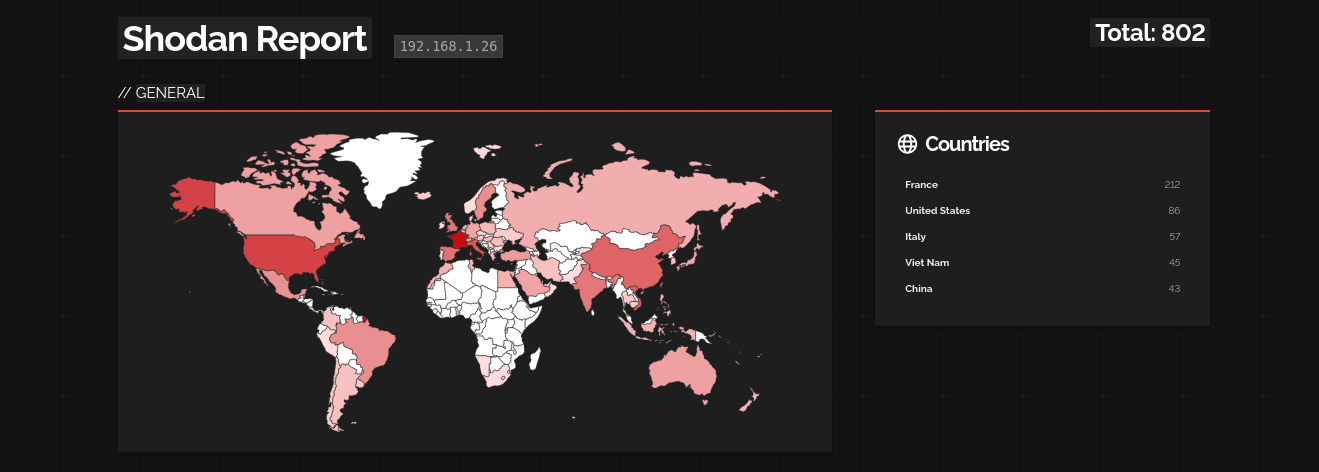 Shodan Report
192.168.1.26
Total: 802
// GENERAL
Countries
France 212
United States 86
Italy 57
Viet Nam 45
China 43